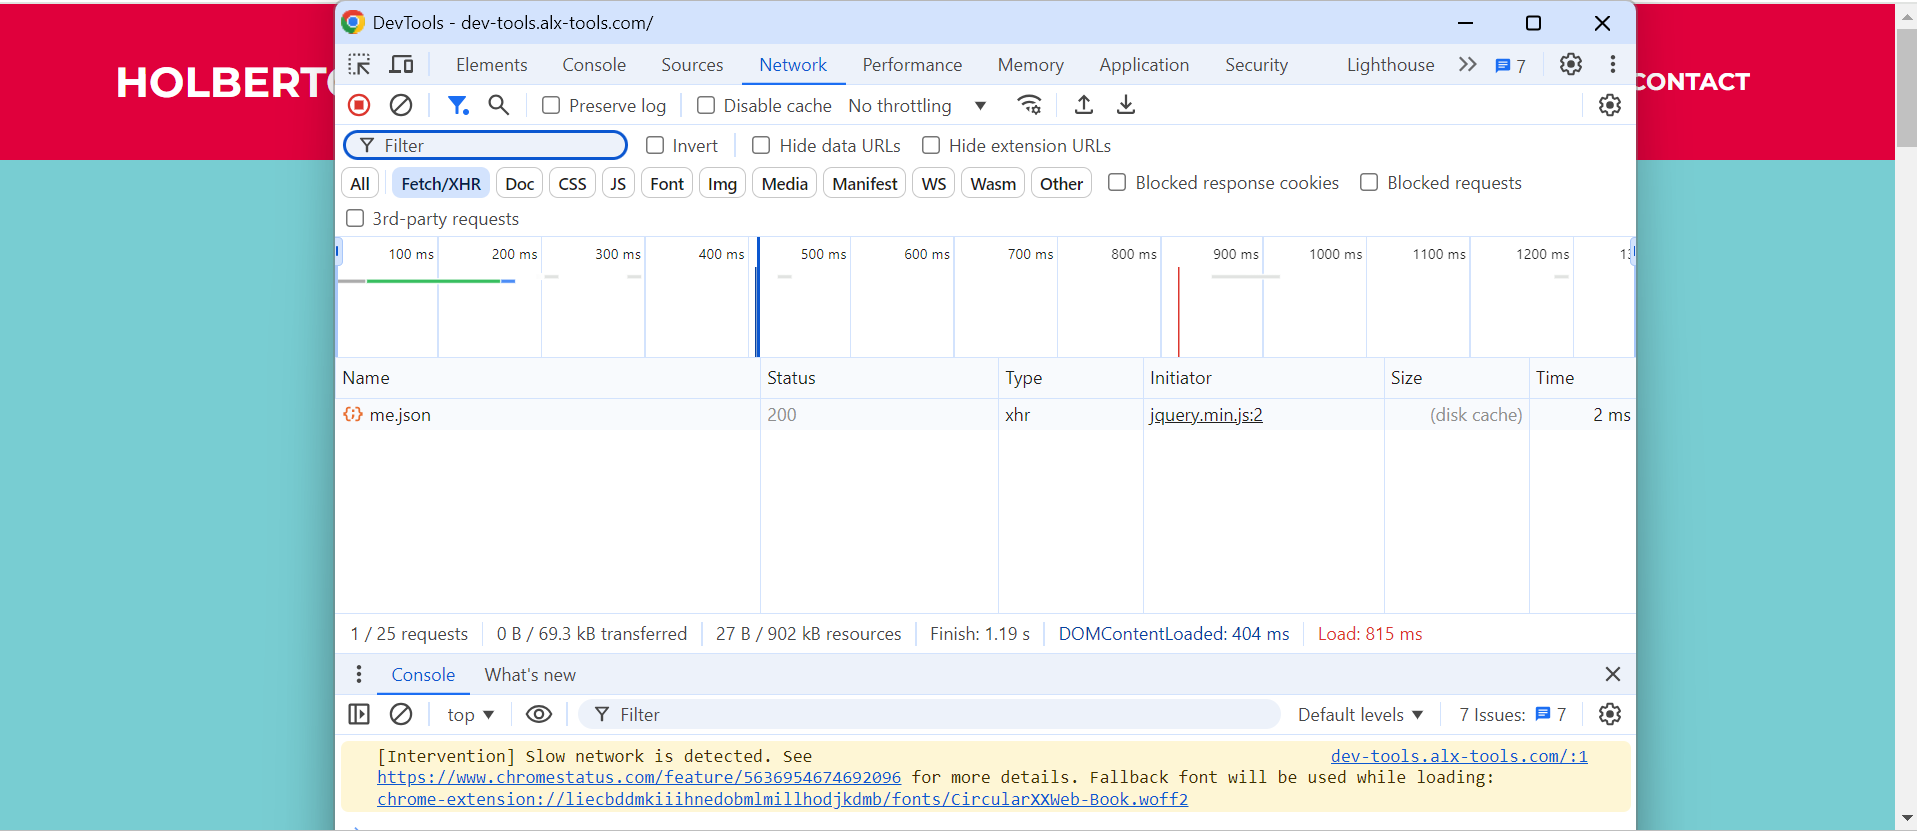 DevTools - dev-tools.alx-tools.com/
HOLBERTO
CONTACT
Elements Console Sources Network Performance Memory Application Security Lighthouse 7
Preserve log Disable cache No throttling
Filter Invert Hide data URLs Hide extension URLs
All Fetch/XHR Doc CSS JS Font Img Media Manifest WS Wasm Other Blocked response cookies Blocked requests
3rd-party requests
100 ms 200 ms 300 ms 400 ms 500 ms 600 ms 700 ms 800 ms 900 ms 1000 ms 1100 ms 1200 ms
Name Status Type Initiator Size Time
me.json 200 xhr jquery.min.js:2 (disk cache) 2 ms
1 / 25 requests 0 B / 69.3 kB transferred 27 B / 902 kB resources Finish: 1.19 s DOMContentLoaded: 404 ms Load: 815 ms
Console What's new
top Filter Default levels 7 Issues: 7
[Intervention] Slow network is detected. See dev-tools.alx-tools.com/:1
https://www.chromestatus.com/feature/5636954674692096 for more details. Fallback font will be used while loading:
chrome-extension://liecbddmkiiihnedobmlmillhodjkdmb/fonts/CircularXXWeb-Book.woff2